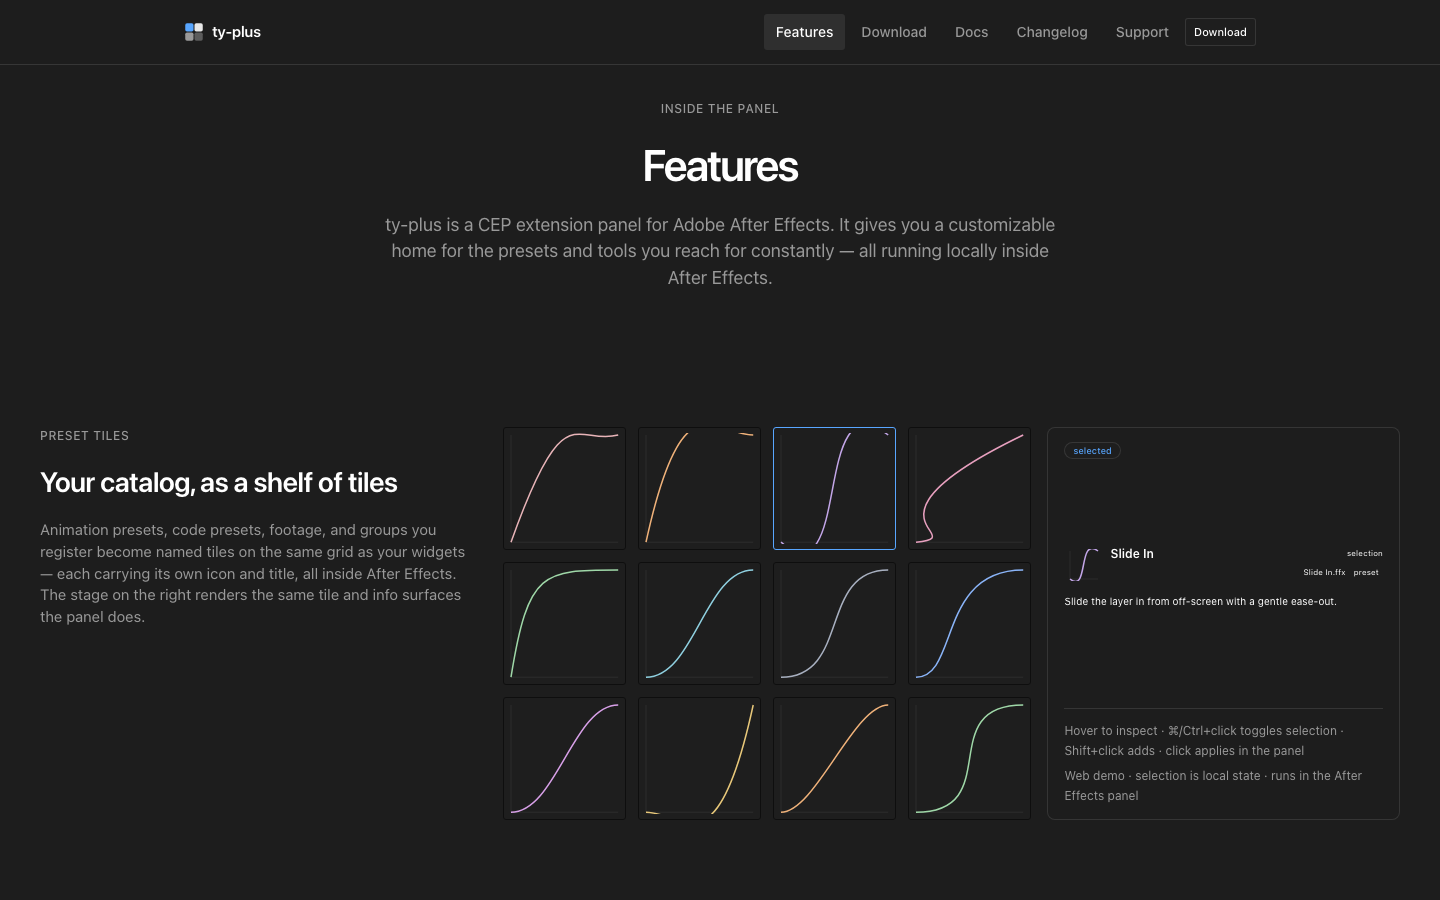 ty-plus
Features
Download
Docs
Changelog
Support
Download
INSIDE THE PANEL
Features
ty-plus is a CEP extension panel for Adobe After Effects. It gives you a customizable
home for the presets and tools you reach for constantly — all running locally inside
After Effects.
PRESET TILES
Your catalog, as a shelf of tiles
Animation presets, code presets, footage, and groups you
register become named tiles on the same grid as your widgets
— each carrying its own icon and title, all inside After Effects.
The stage on the right renders the same tile and info surfaces
the panel does.
selected
Slide In
selection
Slide In.ffx preset
Slide the layer in from off-screen with a gentle ease-out.
Hover to inspect · ⌘/Ctrl+click toggles selection ·
Shift+click adds · click applies in the panel
Web demo · selection is local state · runs in the After
Effects panel